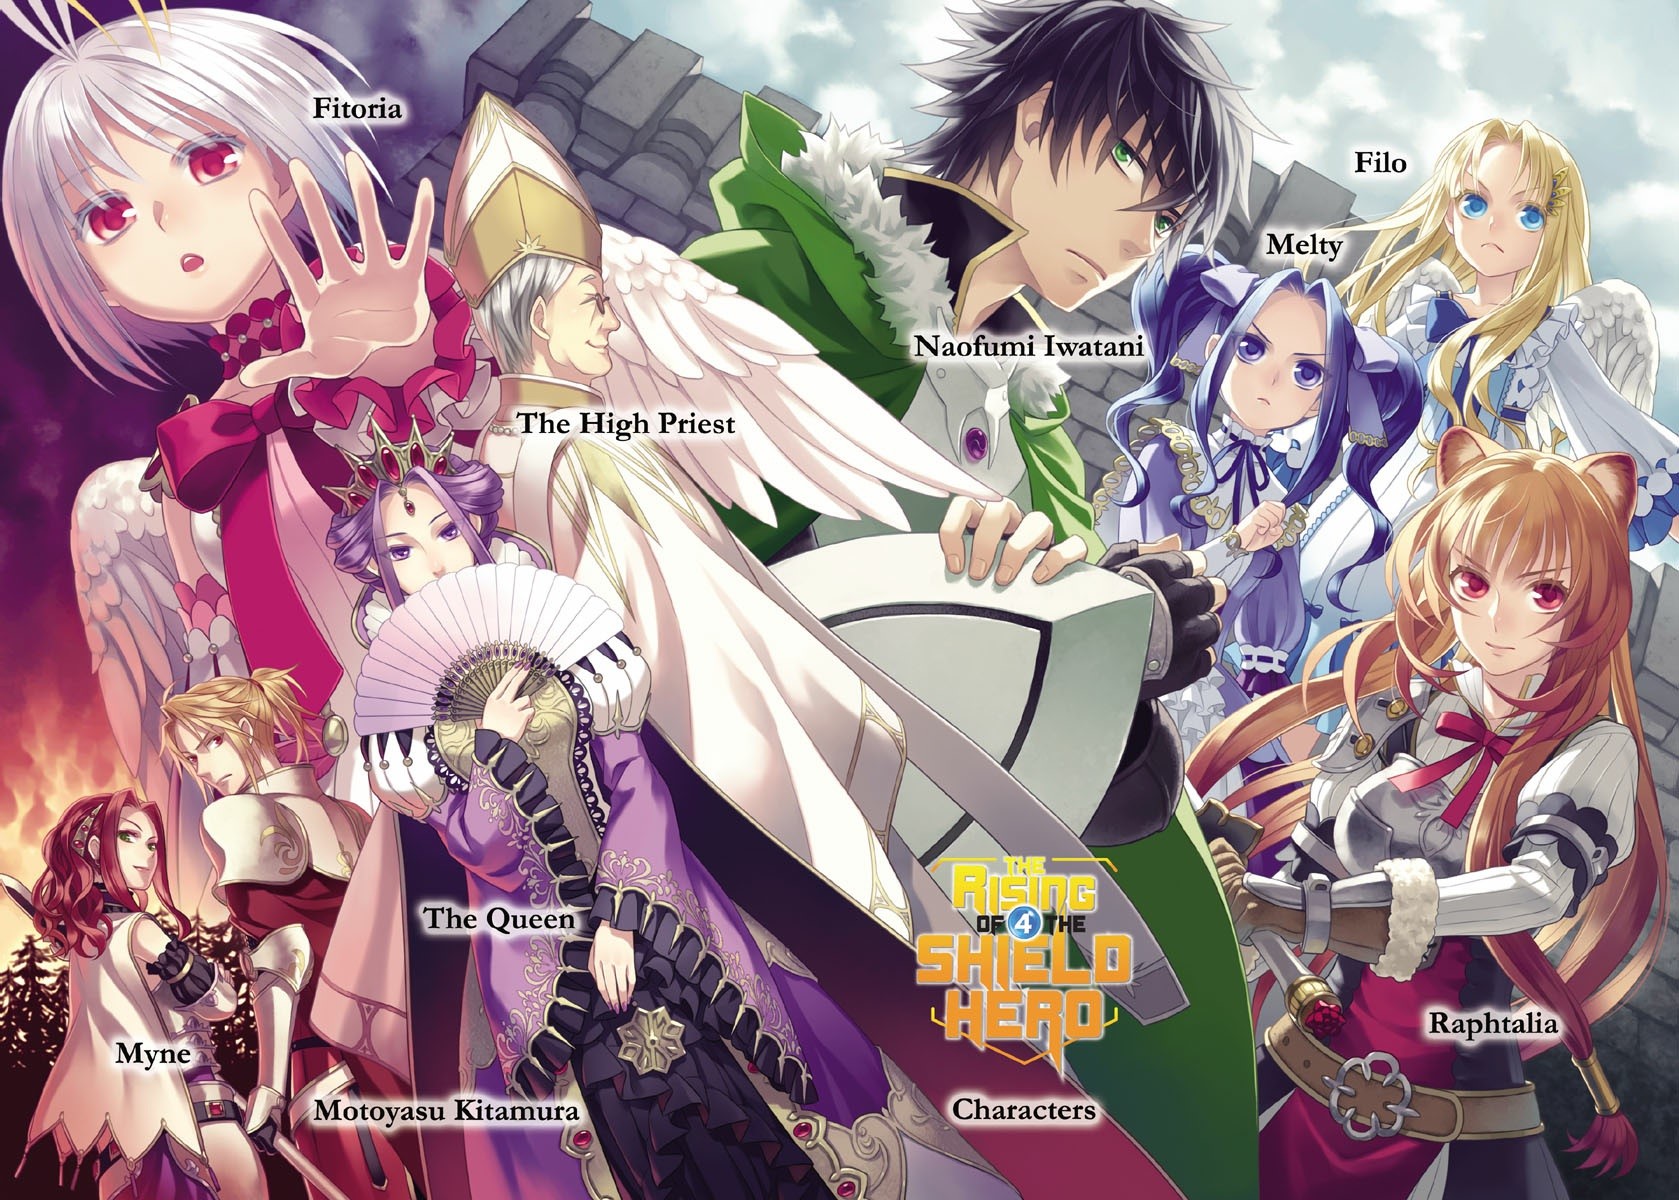 Fitoria
Filo
Melty
Naofumi Iwatani
The High Priest
The Queen
THE
RISING
OF 4 THE
SHIELD
HERO
Raphtalia
Myne
Motoyasu Kitamura
Characters